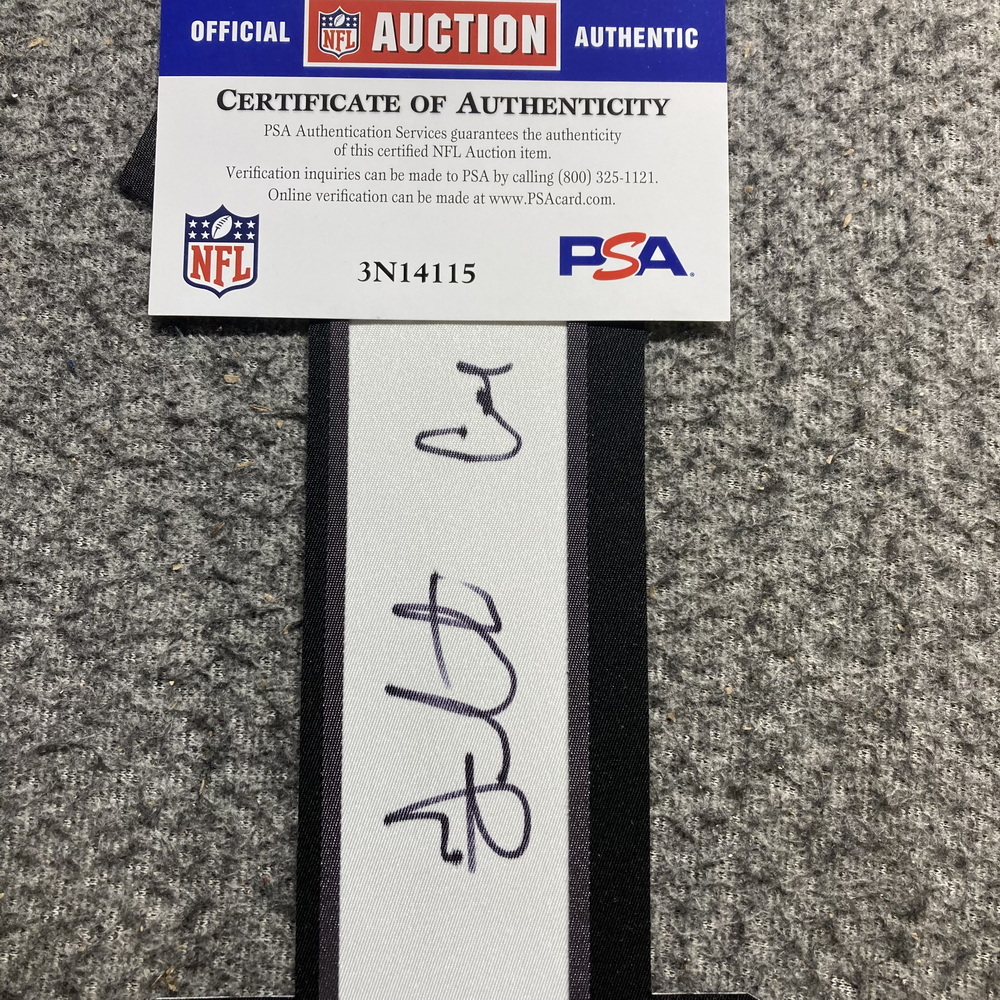 OFFICIAL NFL AUCTION AUTHENTIC
CERTIFICATE OF AUTHENTICITY
PSA Authentication Services guarantees the authenticity
of this certified NFL Auction item.
Verification inquiries can be made to PSA by calling (800) 325-1121.
Online verification can be made at www.PSAcard.com.
NFL 3N14115 PSA